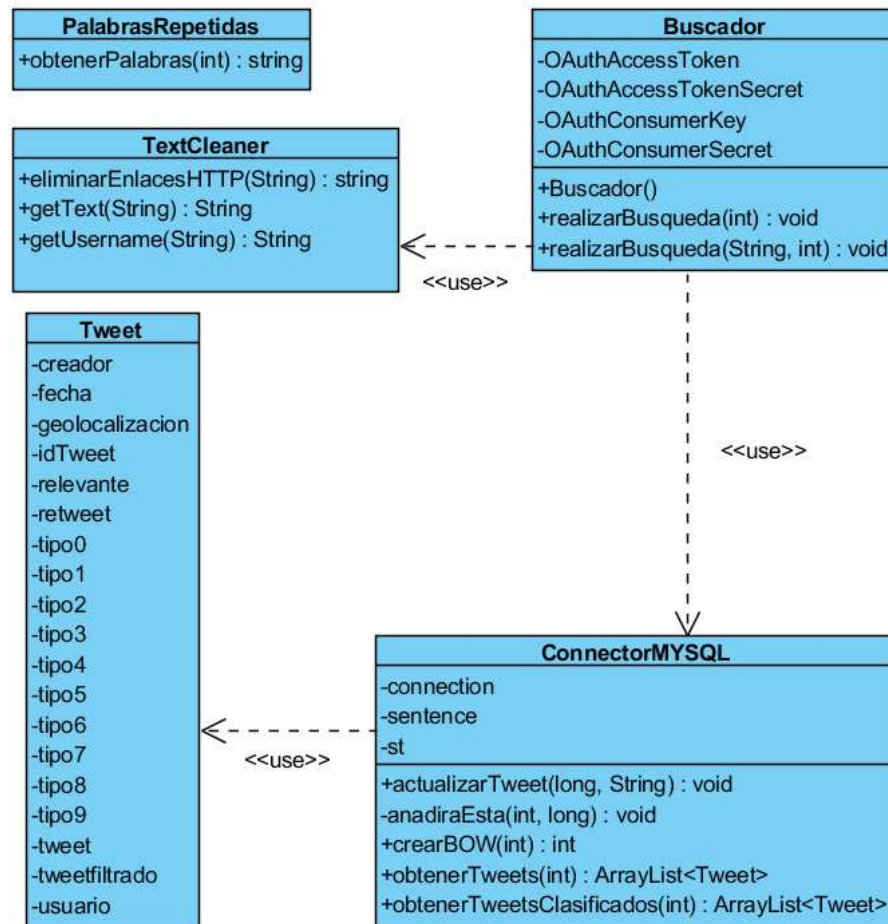 PalabrasRepetidas
+obtenerPalabras(int) : string
TextCleaner
+eliminarEnlacesHTTP(String) : string
+getText(String) : String
+getUsername(String) : String
Buscador
-OAuthAccessToken
-OAuthAccessTokenSecret
-OAuthConsumerKey
-OAuthConsumerSecret
+Buscador()
+realizarBusqueda(int) : void
+realizarBusqueda(String, int) : void
<<use>>
<<use>>
Tweet
-creador
-fecha
-geolocalizacion
-idTweet
-relevante
-retweet
-tipo0
-tipo1
-tipo2
-tipo3
-tipo4
-tipo5
-tipo6
-tipo7
-tipo8
-tipo9
-tweet
-tweetfiltrado
-usuario
<<use>>
ConnectorMYSQL
-connection
-sentence
-st
+actualizarTweet(long, String) : void
-anadiraEsta(int, long) : void
+crearBOW(int) : int
+obtenerTweets(int) : ArrayList<Tweet>
+obtenerTweetsClasificados(int) : ArrayList<Tweet>